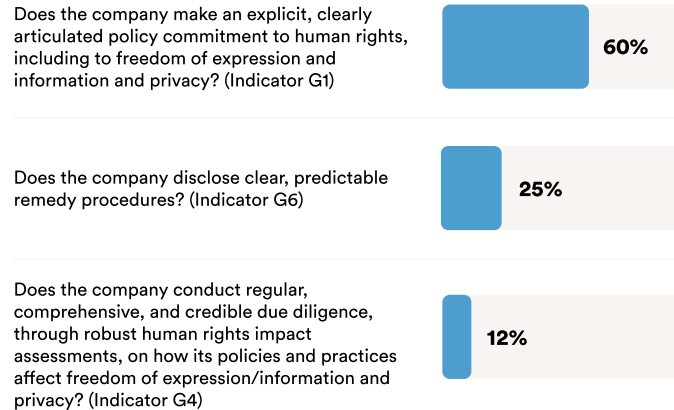 Does the company make an explicit, clearly
articulated policy commitment to human rights,
including to freedom of expression and
information and privacy? (Indicator G1)
60%
Does the company disclose clear, predictable
remedy procedures? (Indicator G6)
25%
Does the company conduct regular,
comprehensive, and credible due diligence,
through robust human rights impact
assessments, on how its policies and practices
affect freedom of expression/information and
privacy? (Indicator G4)
12%